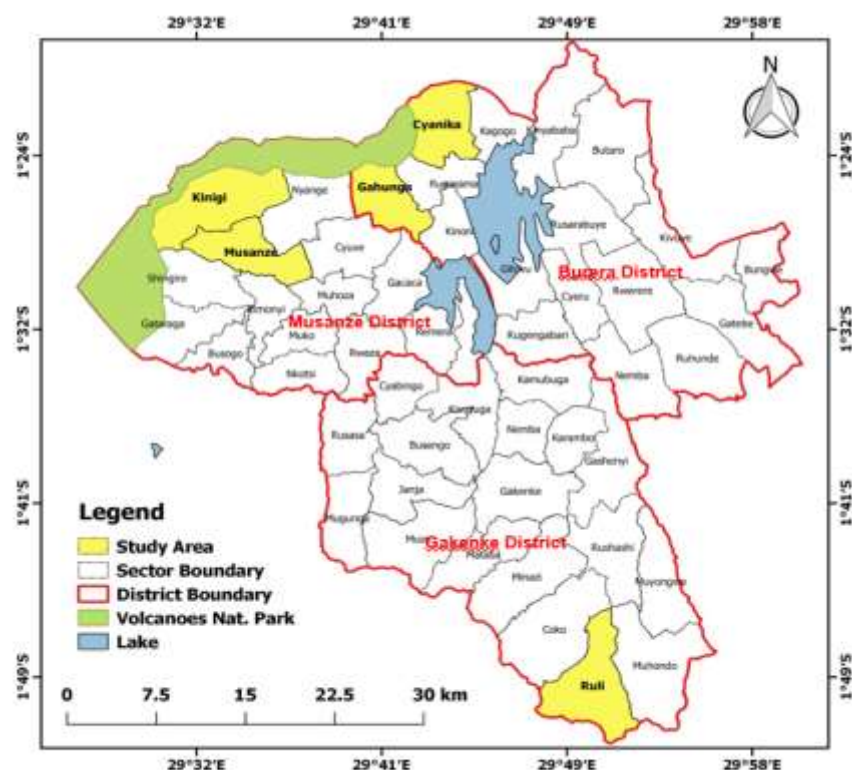 29°32'E 29°41'E 29°49'E 29°58'E
N
1°24'S 1°24'S
Cyanika
Kagogo
Butaro
Kinigi
Nyange
Gahunga
Kinoni
Rusarabuye
Kivuye
Musanze
Cyuve
Shingiro
Gacaca
Burera District
Bungwe
Cyeru
Rwerere
Muhoza
Gataraga
Musanze District
Muko
Rwaza
Remera
Gatebe
1°32'S 1°32'S
Busogo
Nkotsi
Ruhunde
Nemba
Cyabingo
Kamubuga
Rusasa
Busengo
Nemba
Karambo
Gashenyi
Janja
Gakenke
1°41'S 1°41'S
Mugunga
Gakenke District
Rushashi
Minazi
Coko
Muhondo
Ruli
Legend
Study Area
Sector Boundary
District Boundary
Volcanoes Nat. Park
Lake
1°49'S 1°49'S
0 7.5 15 22.5 30 km
29°32'E 29°41'E 29°49'E 29°58'E